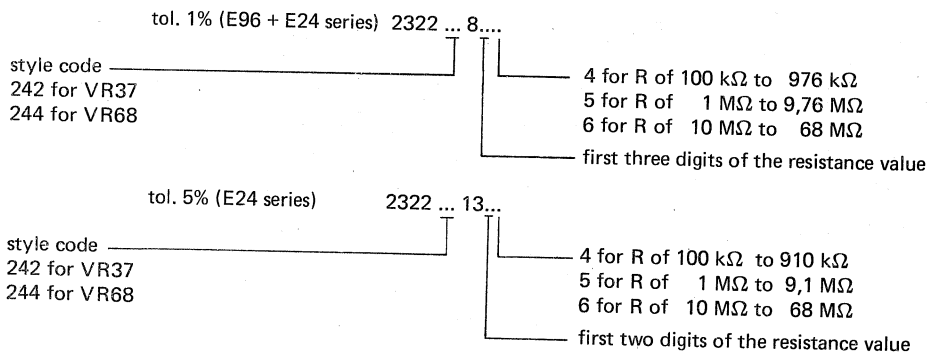 tol. 1% (E96 + E24 series) 2322 ... 8....
style code
242 for VR37
244 for VR68
4 for R of 100 kΩ to 976 kΩ
5 for R of 1 MΩ to 9,76 MΩ
6 for R of 10 MΩ to 68 MΩ
first three digits of the resistance value
tol. 5% (E24 series) 2322 ... 13...
style code
242 for VR37
244 for VR68
4 for R of 100 kΩ to 910 kΩ
5 for R of 1 MΩ to 9,1 MΩ
6 for R of 10 MΩ to 68 MΩ
first two digits of the resistance value